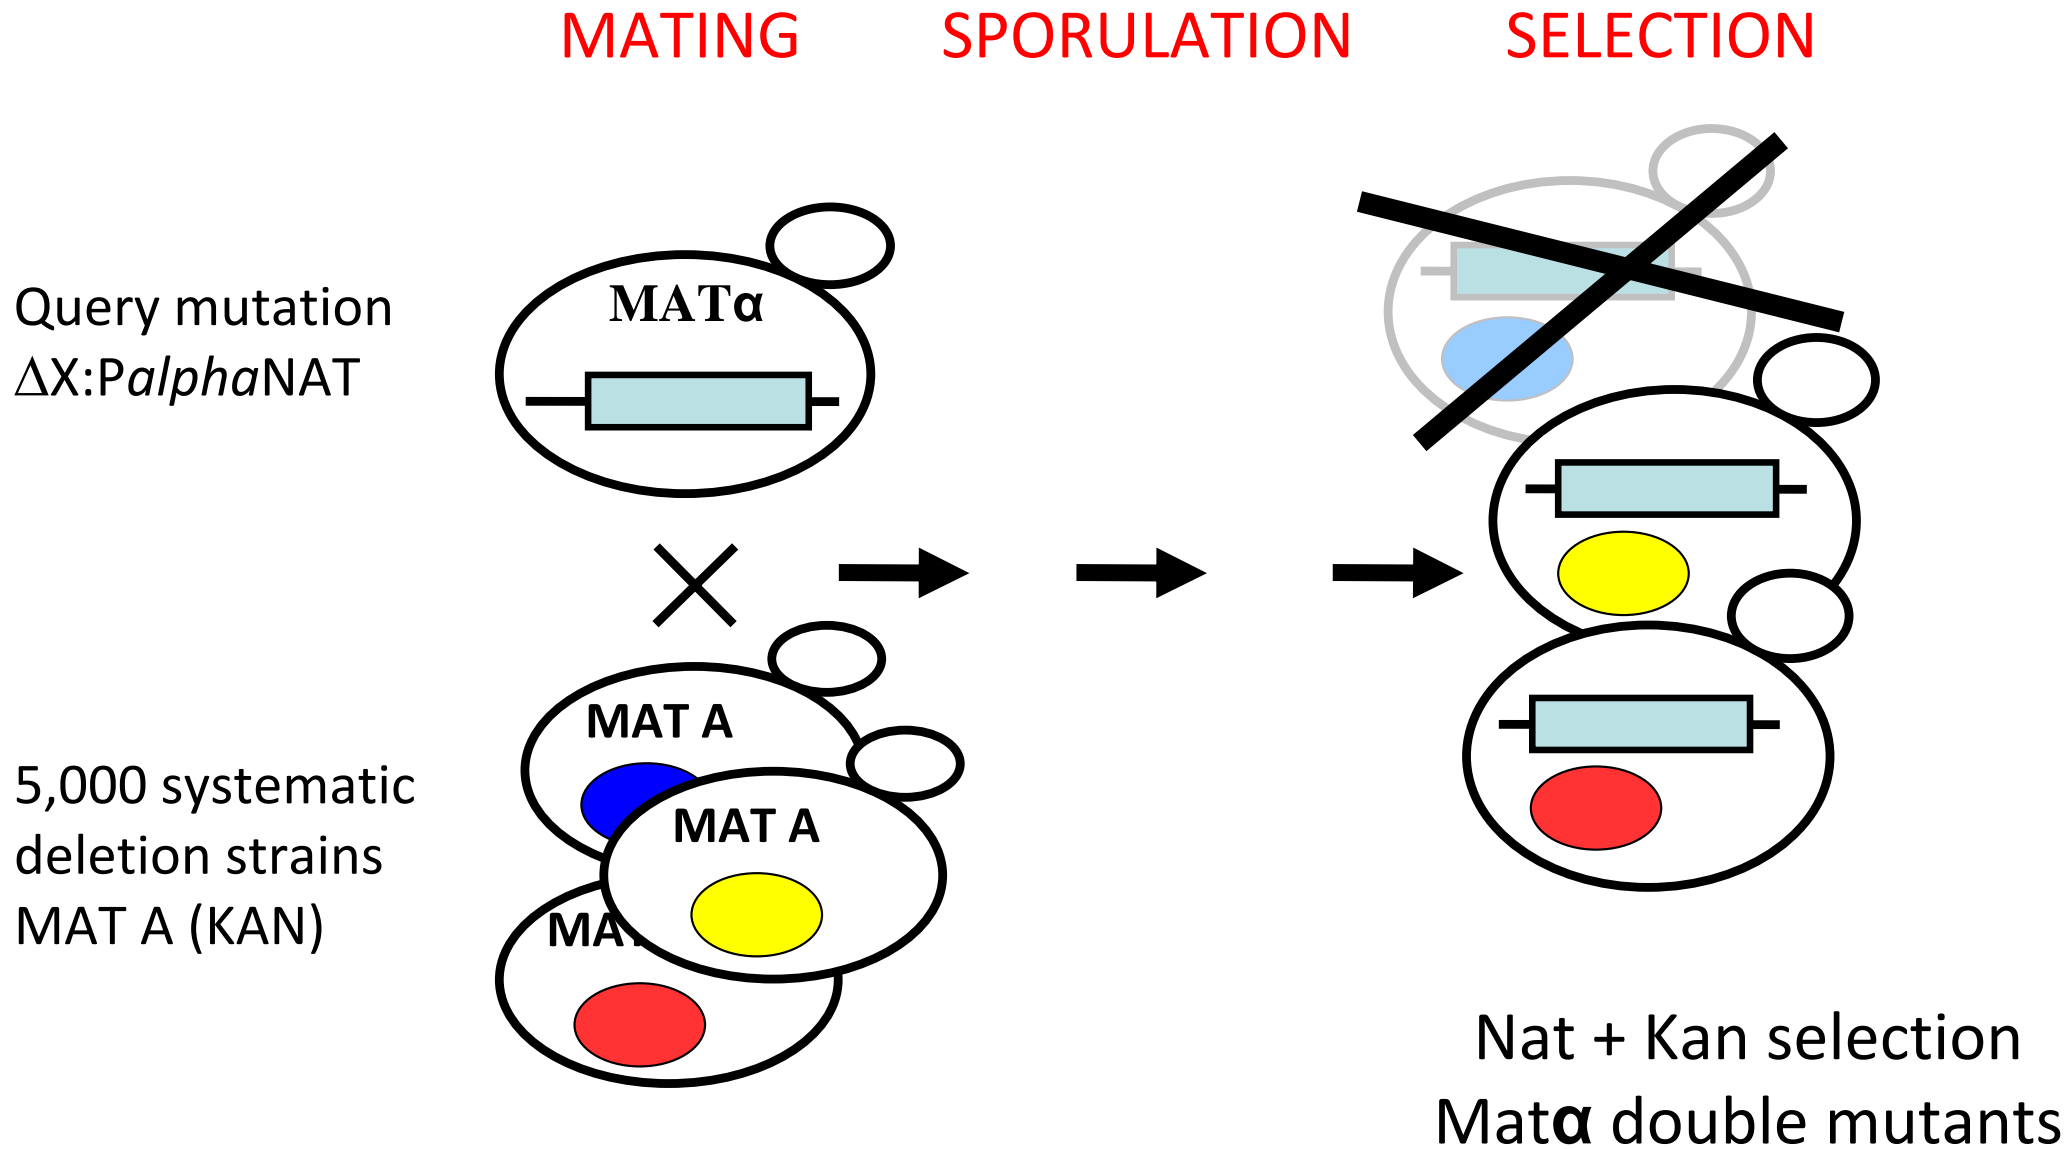 MATING SPORULATION SELECTION
Query mutation
ΔX:PalphaNAT
MATα
MAT A
MAT A
5,000 systematic
deletion strains
MAT A (KAN)
Nat + Kan selection
Matα double mutants